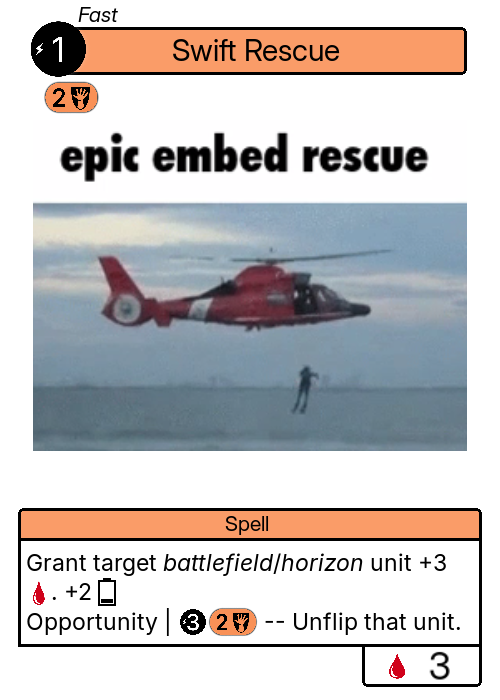 Fast
1
Swift Rescue
2
epic embed rescue
Spell
Grant target battlefield/horizon unit +3
. +2
Opportunity | 3 2 -- Unflip that unit.
3